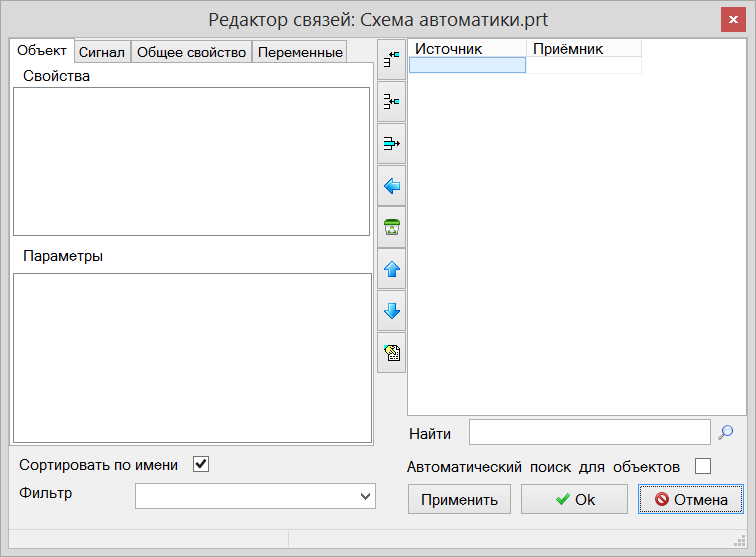 Редактор связей: Схема автоматики.prt
Объект Сигнал Общее свойство Переменные
Свойства
Параметры
Сортировать по имени
Фильтр
Источник Приёмник
Найти
Автоматический поиск для объектов
Применить Ok Отмена